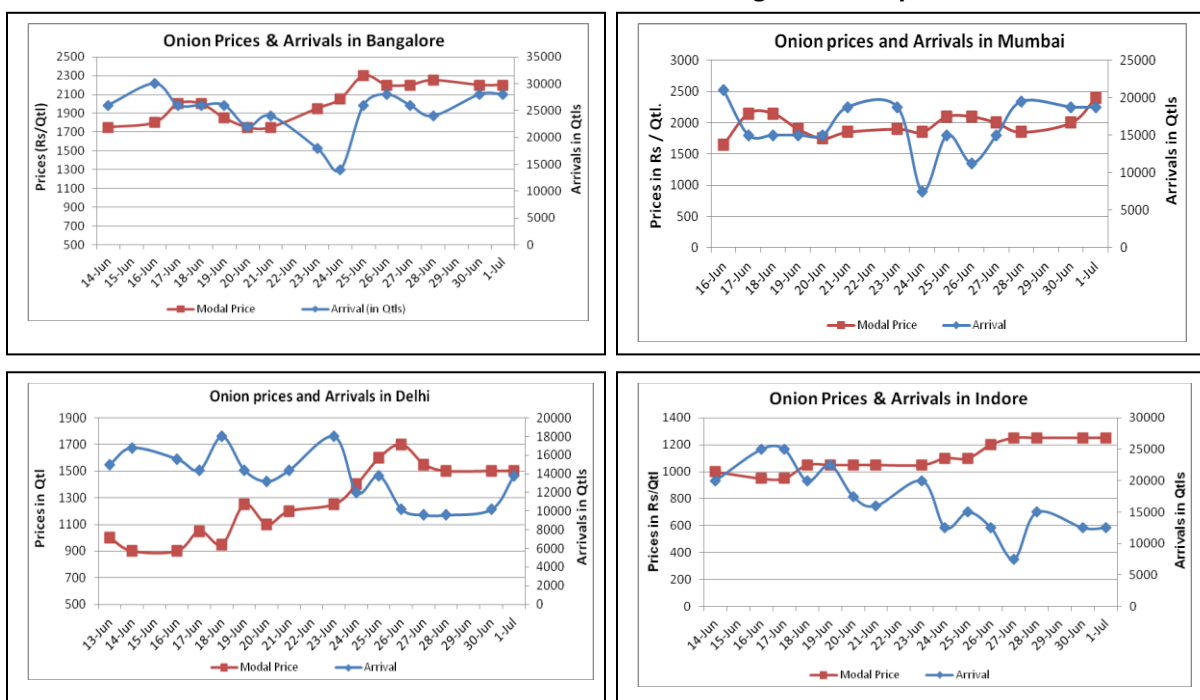 Onion Prices & Arrivals in Bangalore
Prices (Rs/Qtl)
2500
2300
2100
1900
1700
1500
1300
1100
900
700
500
35000
30000
25000
20000
15000
10000
5000
0
Arrivals in Qtls
14-Jun
15-Jun
16-Jun
17-Jun
18-Jun
19-Jun
20-Jun
21-Jun
22-Jun
23-Jun
24-Jun
25-Jun
26-Jun
27-Jun
28-Jun
29-Jun
30-Jun
1-Jul
Modal Price
Arrival (in Qtls)
Onion prices and Arrivals in Mumbai
Prices in Rs / Qtl.
3000
2500
2000
1500
1000
500
0
25000
20000
15000
10000
5000
0
Arrivals in Qtls
16-Jun
17-Jun
18-Jun
19-Jun
20-Jun
21-Jun
22-Jun
23-Jun
24-Jun
25-Jun
26-Jun
27-Jun
28-Jun
29-Jun
30-Jun
1-Jul
Modal Price
Arrival
Onion prices and Arrivals in Delhi
Prices in Qtl
1900
1700
1500
1300
1100
900
700
500
20000
18000
16000
14000
12000
10000
8000
6000
4000
2000
0
Arrivals in Qtls
13-Jun
14-Jun
15-Jun
16-Jun
17-Jun
18-Jun
19-Jun
20-Jun
21-Jun
22-Jun
23-Jun
24-Jun
25-Jun
26-Jun
27-Jun
28-Jun
29-Jun
30-Jun
1-Jul
Modal Price
Arrival
Onion Prices & Arrivals in Indore
Prices in Rs/Qtl
1400
1200
1000
800
600
400
200
0
30000
25000
20000
15000
10000
5000
0
Arrivals in Qtls
14-Jun
15-Jun
16-Jun
17-Jun
18-Jun
19-Jun
20-Jun
21-Jun
22-Jun
23-Jun
24-Jun
25-Jun
26-Jun
27-Jun
28-Jun
29-Jun
30-Jun
1-Jul
Modal Price
Arrival